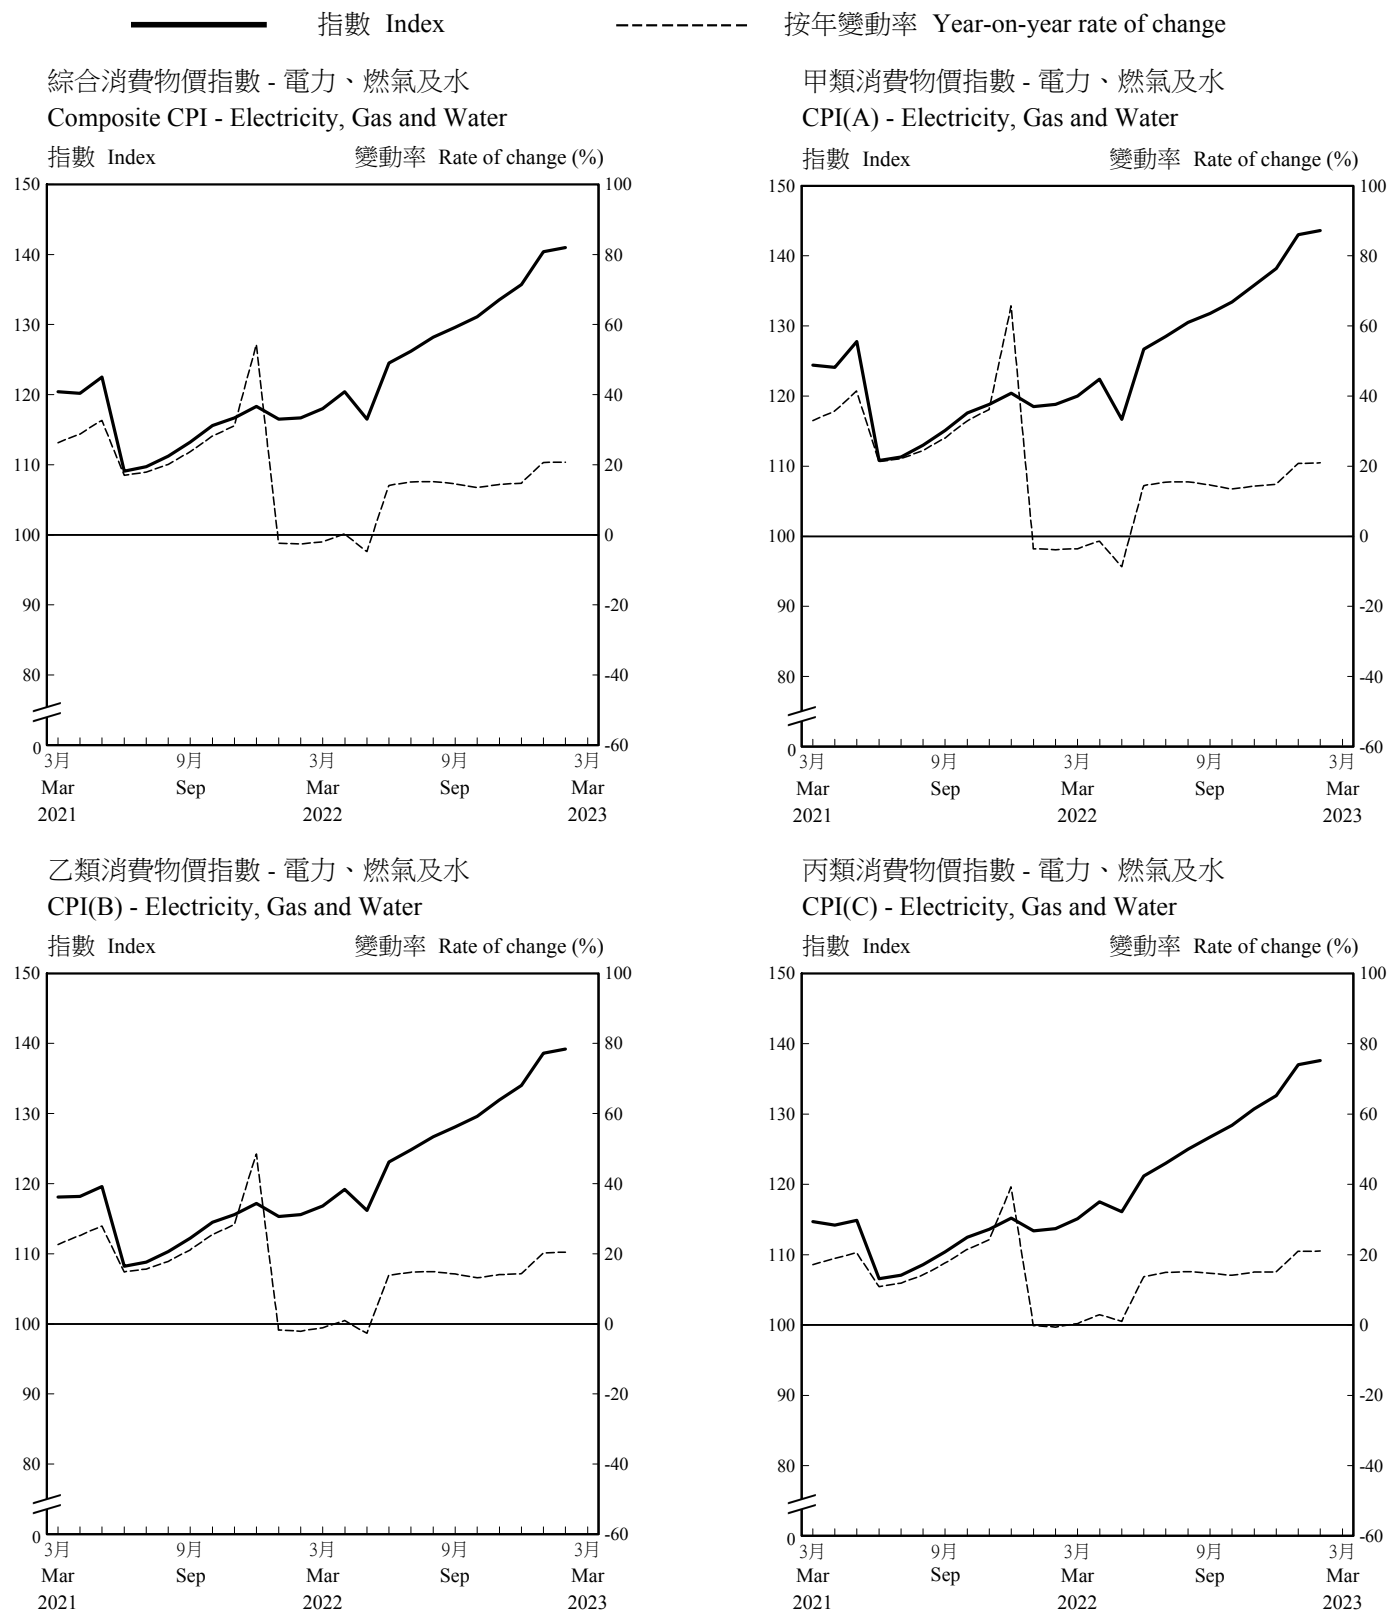 指數 Index 按年變動率 Year-on-year rate of change
綜合消費物價指數 - 電力、燃氣及水
Composite CPI - Electricity, Gas and Water
指數 Index 變動率 Rate of change (%)
150 100
140 80
130 60
120 40
110 20
100 0
90 -20
80 -40
0 -60
3月 9月 3月 9月 3月
Mar Sep Mar Sep Mar
2021 2022 2023
甲類消費物價指數 - 電力、燃氣及水
CPI(A) - Electricity, Gas and Water
指數 Index 變動率 Rate of change (%)
150 100
140 80
130 60
120 40
110 20
100 0
90 -20
80 -40
0 -60
3月 9月 3月 9月 3月
Mar Sep Mar Sep Mar
2021 2022 2023
乙類消費物價指數 - 電力、燃氣及水
CPI(B) - Electricity, Gas and Water
指數 Index 變動率 Rate of change (%)
150 100
140 80
130 60
120 40
110 20
100 0
90 -20
80 -40
0 -60
3月 9月 3月 9月 3月
Mar Sep Mar Sep Mar
2021 2022 2023
丙類消費物價指數 - 電力、燃氣及水
CPI(C) - Electricity, Gas and Water
指數 Index 變動率 Rate of change (%)
150 100
140 80
130 60
120 40
110 20
100 0
90 -20
80 -40
0 -60
3月 9月 3月 9月 3月
Mar Sep Mar Sep Mar
2021 2022 2023